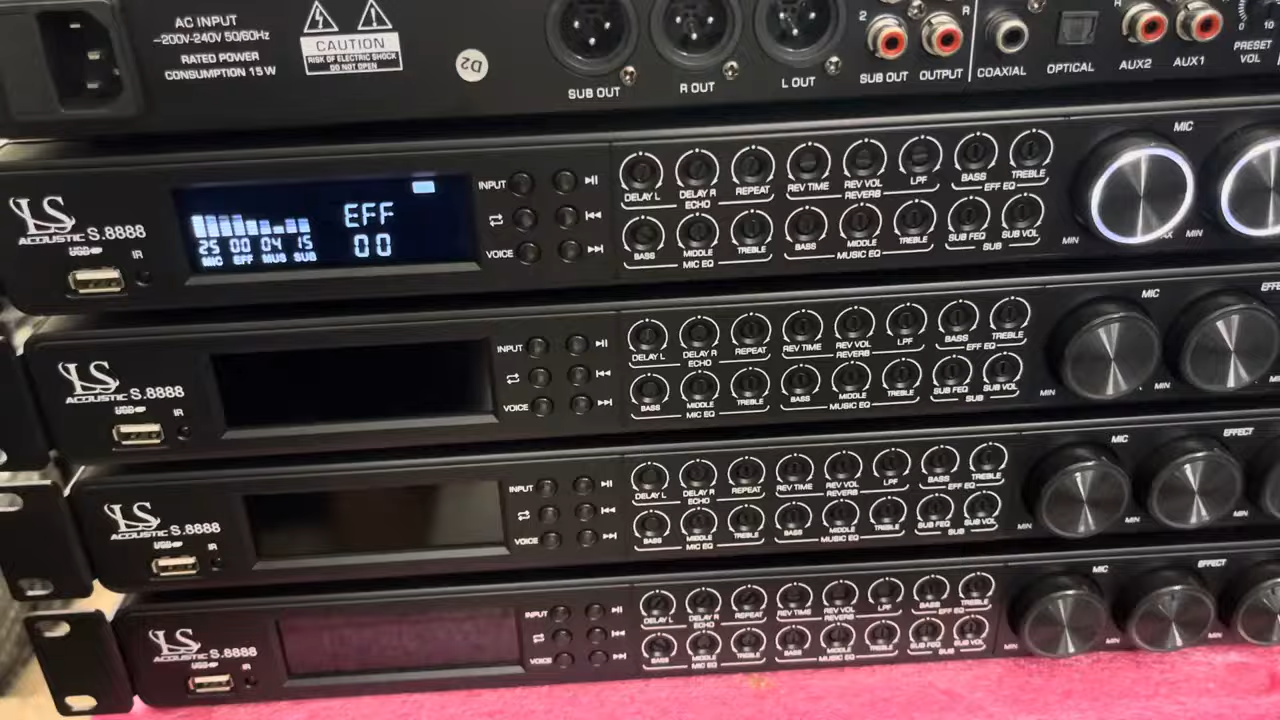 AC INPUT
~200V-240V 50/60Hz
RATED POWER
CONSUMPTION 15W
CAUTION
RISK OF ELECTRIC SHOCK
DO NOT OPEN
D2
SUB OUT
R OUT
L OUT
2
R
SUB OUT
OUTPUT
COAXIAL
OPTICAL
R
AUX2
AUX1
0
10
PRESET
VOL
LS
ACOUSTIC S.8888
USB
IR
25 00 04 15
MIC EFF MUS SUB
EFF
00
INPUT
VOICE
DELAY L
DELAY R
REPEAT
ECHO
REV TIME
REV VOL
LPF
REVERB
BASS
TREBLE
EFF EQ
BASS
MIDDLE
TREBLE
MIC EQ
BASS
MIDDLE
TREBLE
MUSIC EQ
SUB FEQ
SUB VOL
SUB
MIC
MIN
MIN
LS
ACOUSTIC S.8888
USB
IR
INPUT
VOICE
DELAY L
DELAY R
REPEAT
ECHO
REV TIME
REV VOL
LPF
REVERB
BASS
TREBLE
EFF EQ
BASS
MIDDLE
TREBLE
MIC EQ
BASS
MIDDLE
TREBLE
MUSIC EQ
SUB FEQ
SUB VOL
SUB
MIC
MIN
MIN
LS
ACOUSTIC S.8888
USB
IR
INPUT
VOICE
DELAY L
DELAY R
REPEAT
ECHO
REV TIME
REV VOL
LPF
REVERB
BASS
TREBLE
EFF EQ
BASS
MIDDLE
TREBLE
MIC EQ
BASS
MIDDLE
TREBLE
MUSIC EQ
SUB FEQ
SUB VOL
SUB
MIC
EFFECT
MIN
MIN
MIN
LS
ACOUSTIC S.8888
USB
IR
INPUT
VOICE
DELAY L
DELAY R
REPEAT
ECHO
REV TIME
REV VOL
LPF
REVERB
BASS
TREBLE
EFF EQ
BASS
MIDDLE
TREBLE
MIC EQ
BASS
MIDDLE
TREBLE
MUSIC EQ
SUB FEQ
SUB VOL
SUB
MIC
EFFECT
MIN
MIN
MIN